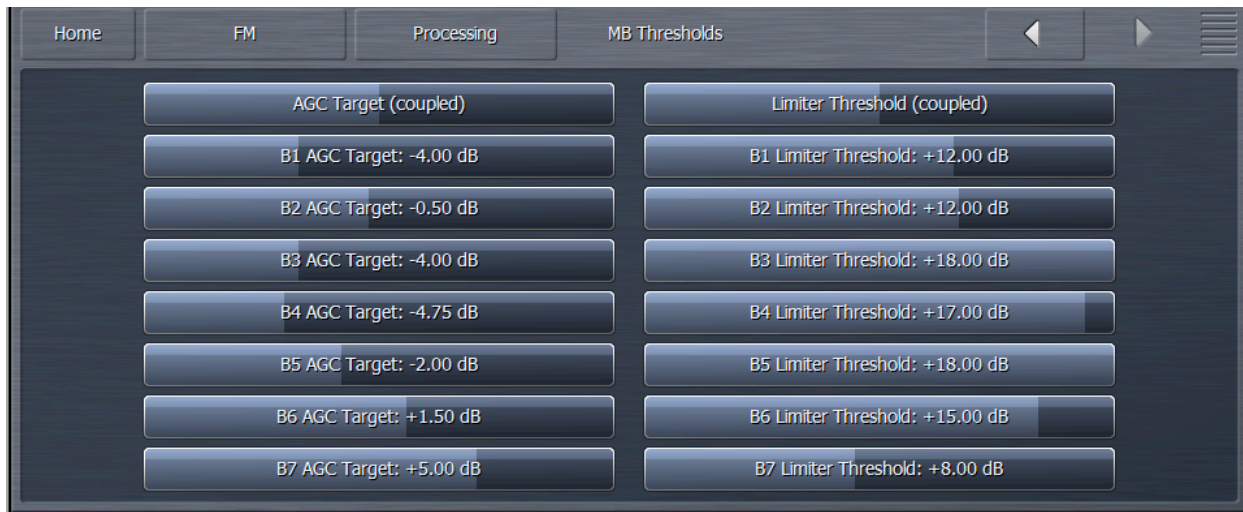 Home FM Processing MB Thresholds
AGC Target (coupled) Limiter Threshold (coupled)
B1 AGC Target: -4.00 dB B1 Limiter Threshold: +12.00 dB
B2 AGC Target: -0.50 dB B2 Limiter Threshold: +12.00 dB
B3 AGC Target: -4.00 dB B3 Limiter Threshold: +18.00 dB
B4 AGC Target: -4.75 dB B4 Limiter Threshold: +17.00 dB
B5 AGC Target: -2.00 dB B5 Limiter Threshold: +18.00 dB
B6 AGC Target: +1.50 dB B6 Limiter Threshold: +15.00 dB
B7 AGC Target: +5.00 dB B7 Limiter Threshold: +8.00 dB